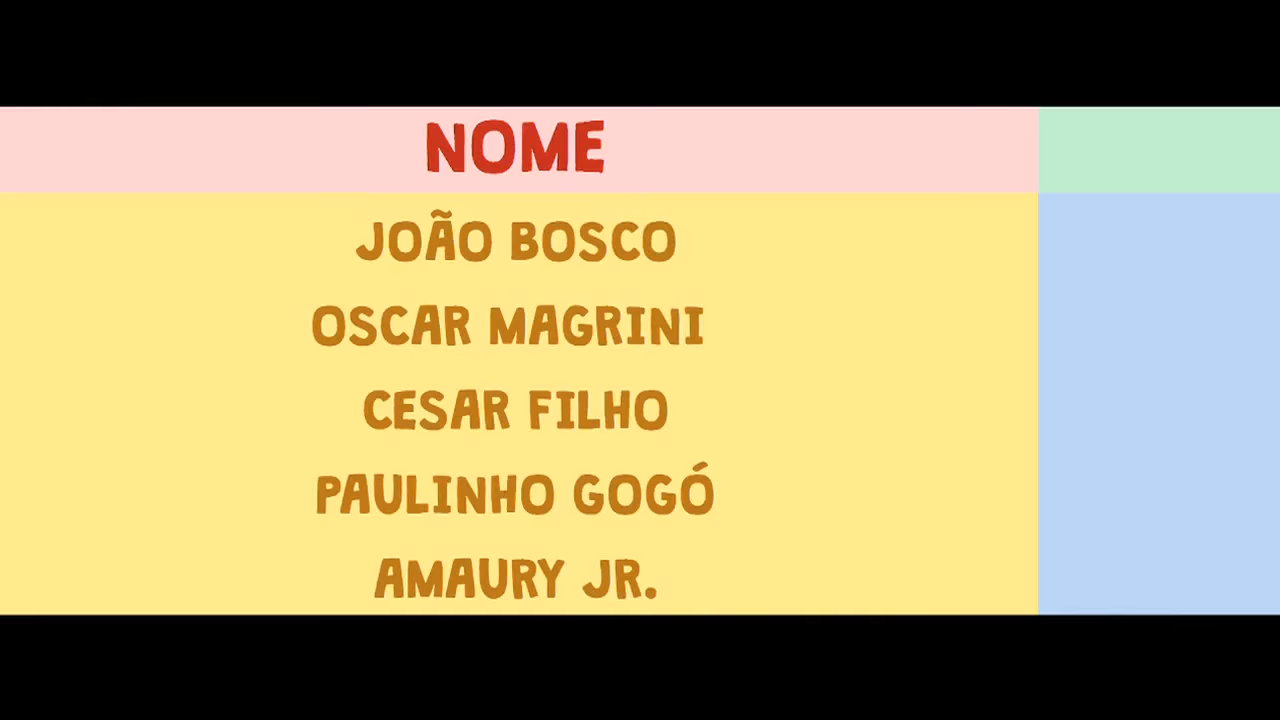 NOME
JOÃO BOSCO
OSCAR MAGRINI
CESAR FILHO
PAULINHO GOGÓ
AMAURY JR.